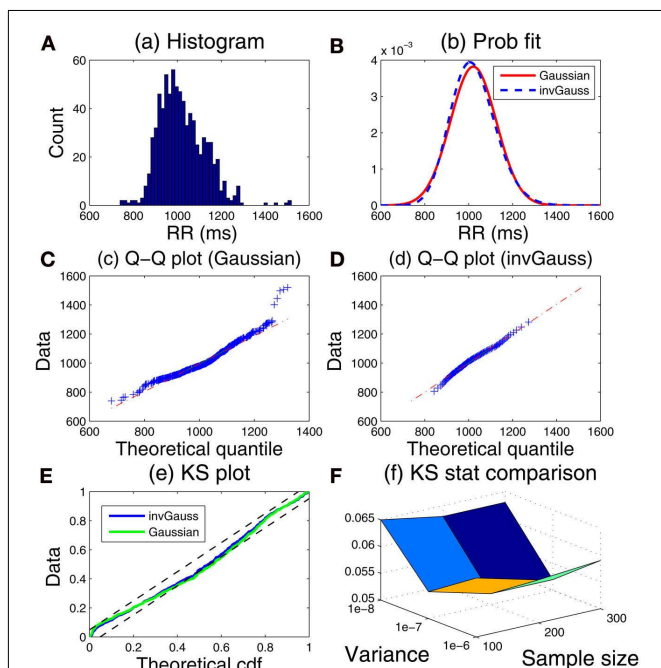 A (a) Histogram
60
40
20
0
Count
600 800 1000 1200 1400 1600
RR (ms)
B (b) Prob fit
x 10⁻³
4
3
2
1
0
Gaussian
invGauss
600 800 1000 1200 1400 1600
RR (ms)
C (c) Q-Q plot (Gaussian)
1600
1400
1200
1000
800
600
Data
600 800 1000 1200 1400
Theoretical quantile
D (d) Q-Q plot (invGauss)
1600
1400
1200
1000
800
600
Data
600 800 1000 1200 1400 1600
Theoretical quantile
E (e) KS plot
1
0.8
0.6
0.4
0.2
0
Data
invGauss
Gaussian
0 0.2 0.4 0.6 0.8 1
Theoretical cdf
F (f) KS stat comparison
0.065
0.06
0.055
0.05
1e-8
1e-7
1e-6
Variance
100
200
300
Sample size